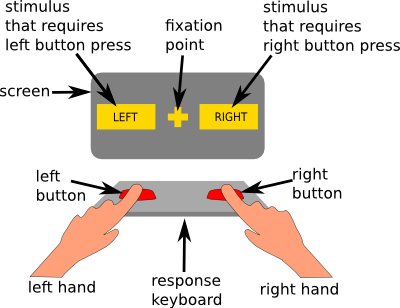 stimulus
that requires
left button press
fixation
point
stimulus
that requires
right button press
screen
LEFT
RIGHT
left
button
right
button
left hand
response
keyboard
right hand